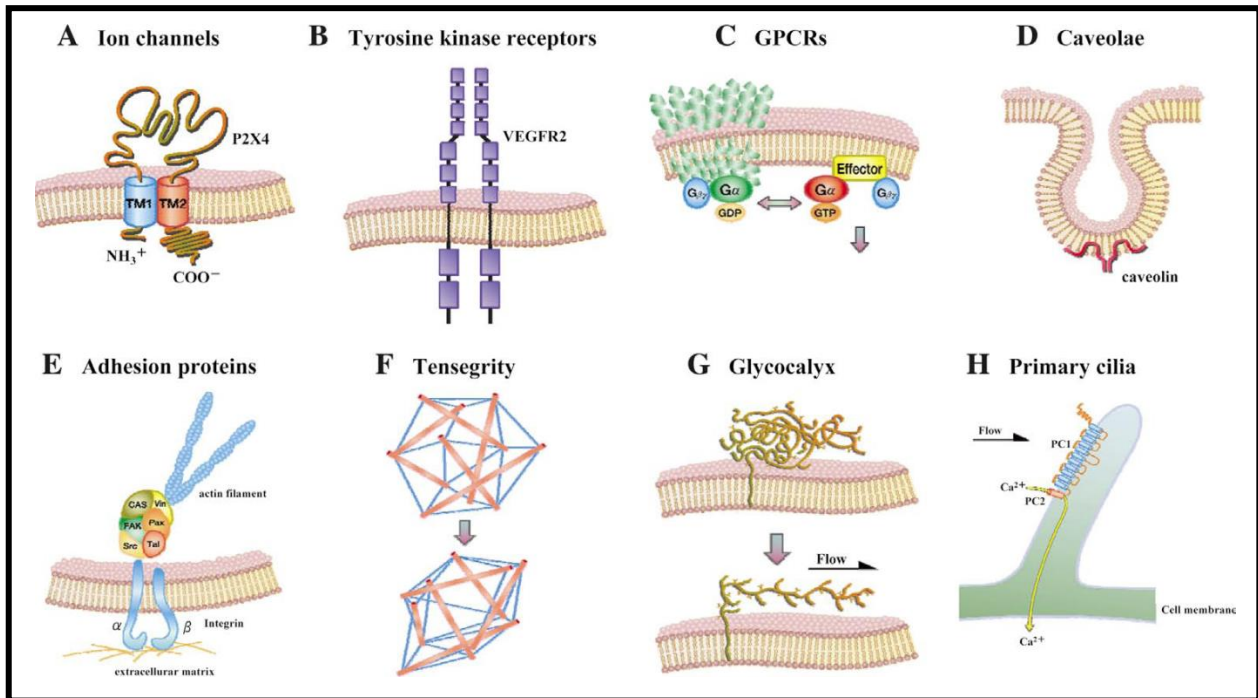 A Ion channels
P2X4
TM1 TM2
NH₃⁺
COO⁻
B Tyrosine kinase receptors
VEGFR2
C GPCRs
Effector
Gβγ Gα Gα Gβγ
GDP GTP
D Caveolae
caveolin
E Adhesion proteins
actin filament
CAS Vin
FAK Pax
Src Tal
α β Integrin
extracellurar matrix
F Tensegrity
G Glycocalyx
Flow
H Primary cilia
Flow
PC1
Ca²⁺
PC2
Cell membrane
Ca²⁺